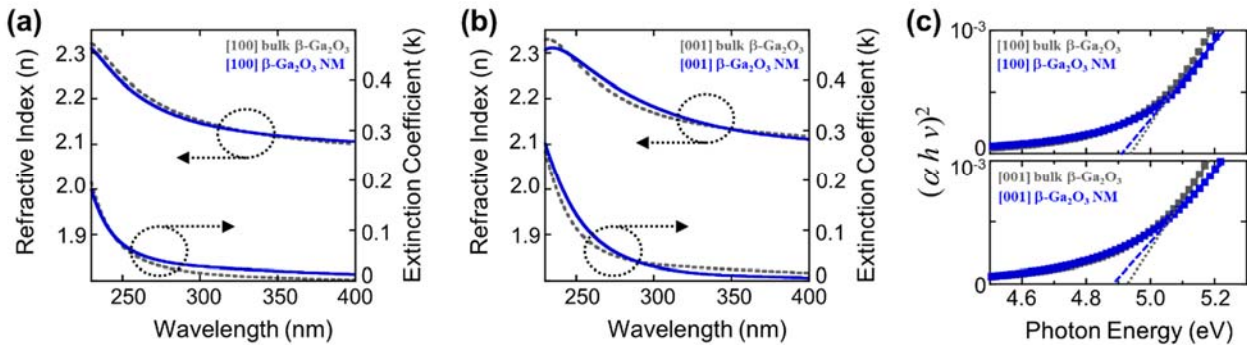 (a)
Refractive Index (n)
2.3
2.2
2.1
2.0
1.9
[100] bulk β-Ga₂O₃
[100] β-Ga₂O₃ NM
0.4
0.3
0.2
0.1
0
Extinction Coefficient (k)
250 300 350 400
Wavelength (nm)
(b)
Refractive Index (n)
2.3
2.2
2.1
2.0
1.9
[001] bulk β-Ga₂O₃
[001] β-Ga₂O₃ NM
0.4
0.3
0.2
0.1
0
Extinction Coefficient (k)
250 300 350 400
Wavelength (nm)
(c)
(α h ν)²
10⁻³
[100] bulk β-Ga₂O₃
[100] β-Ga₂O₃ NM
10⁻³
[001] bulk β-Ga₂O₃
[001] β-Ga₂O₃ NM
4.6 4.8 5.0 5.2
Photon Energy (eV)